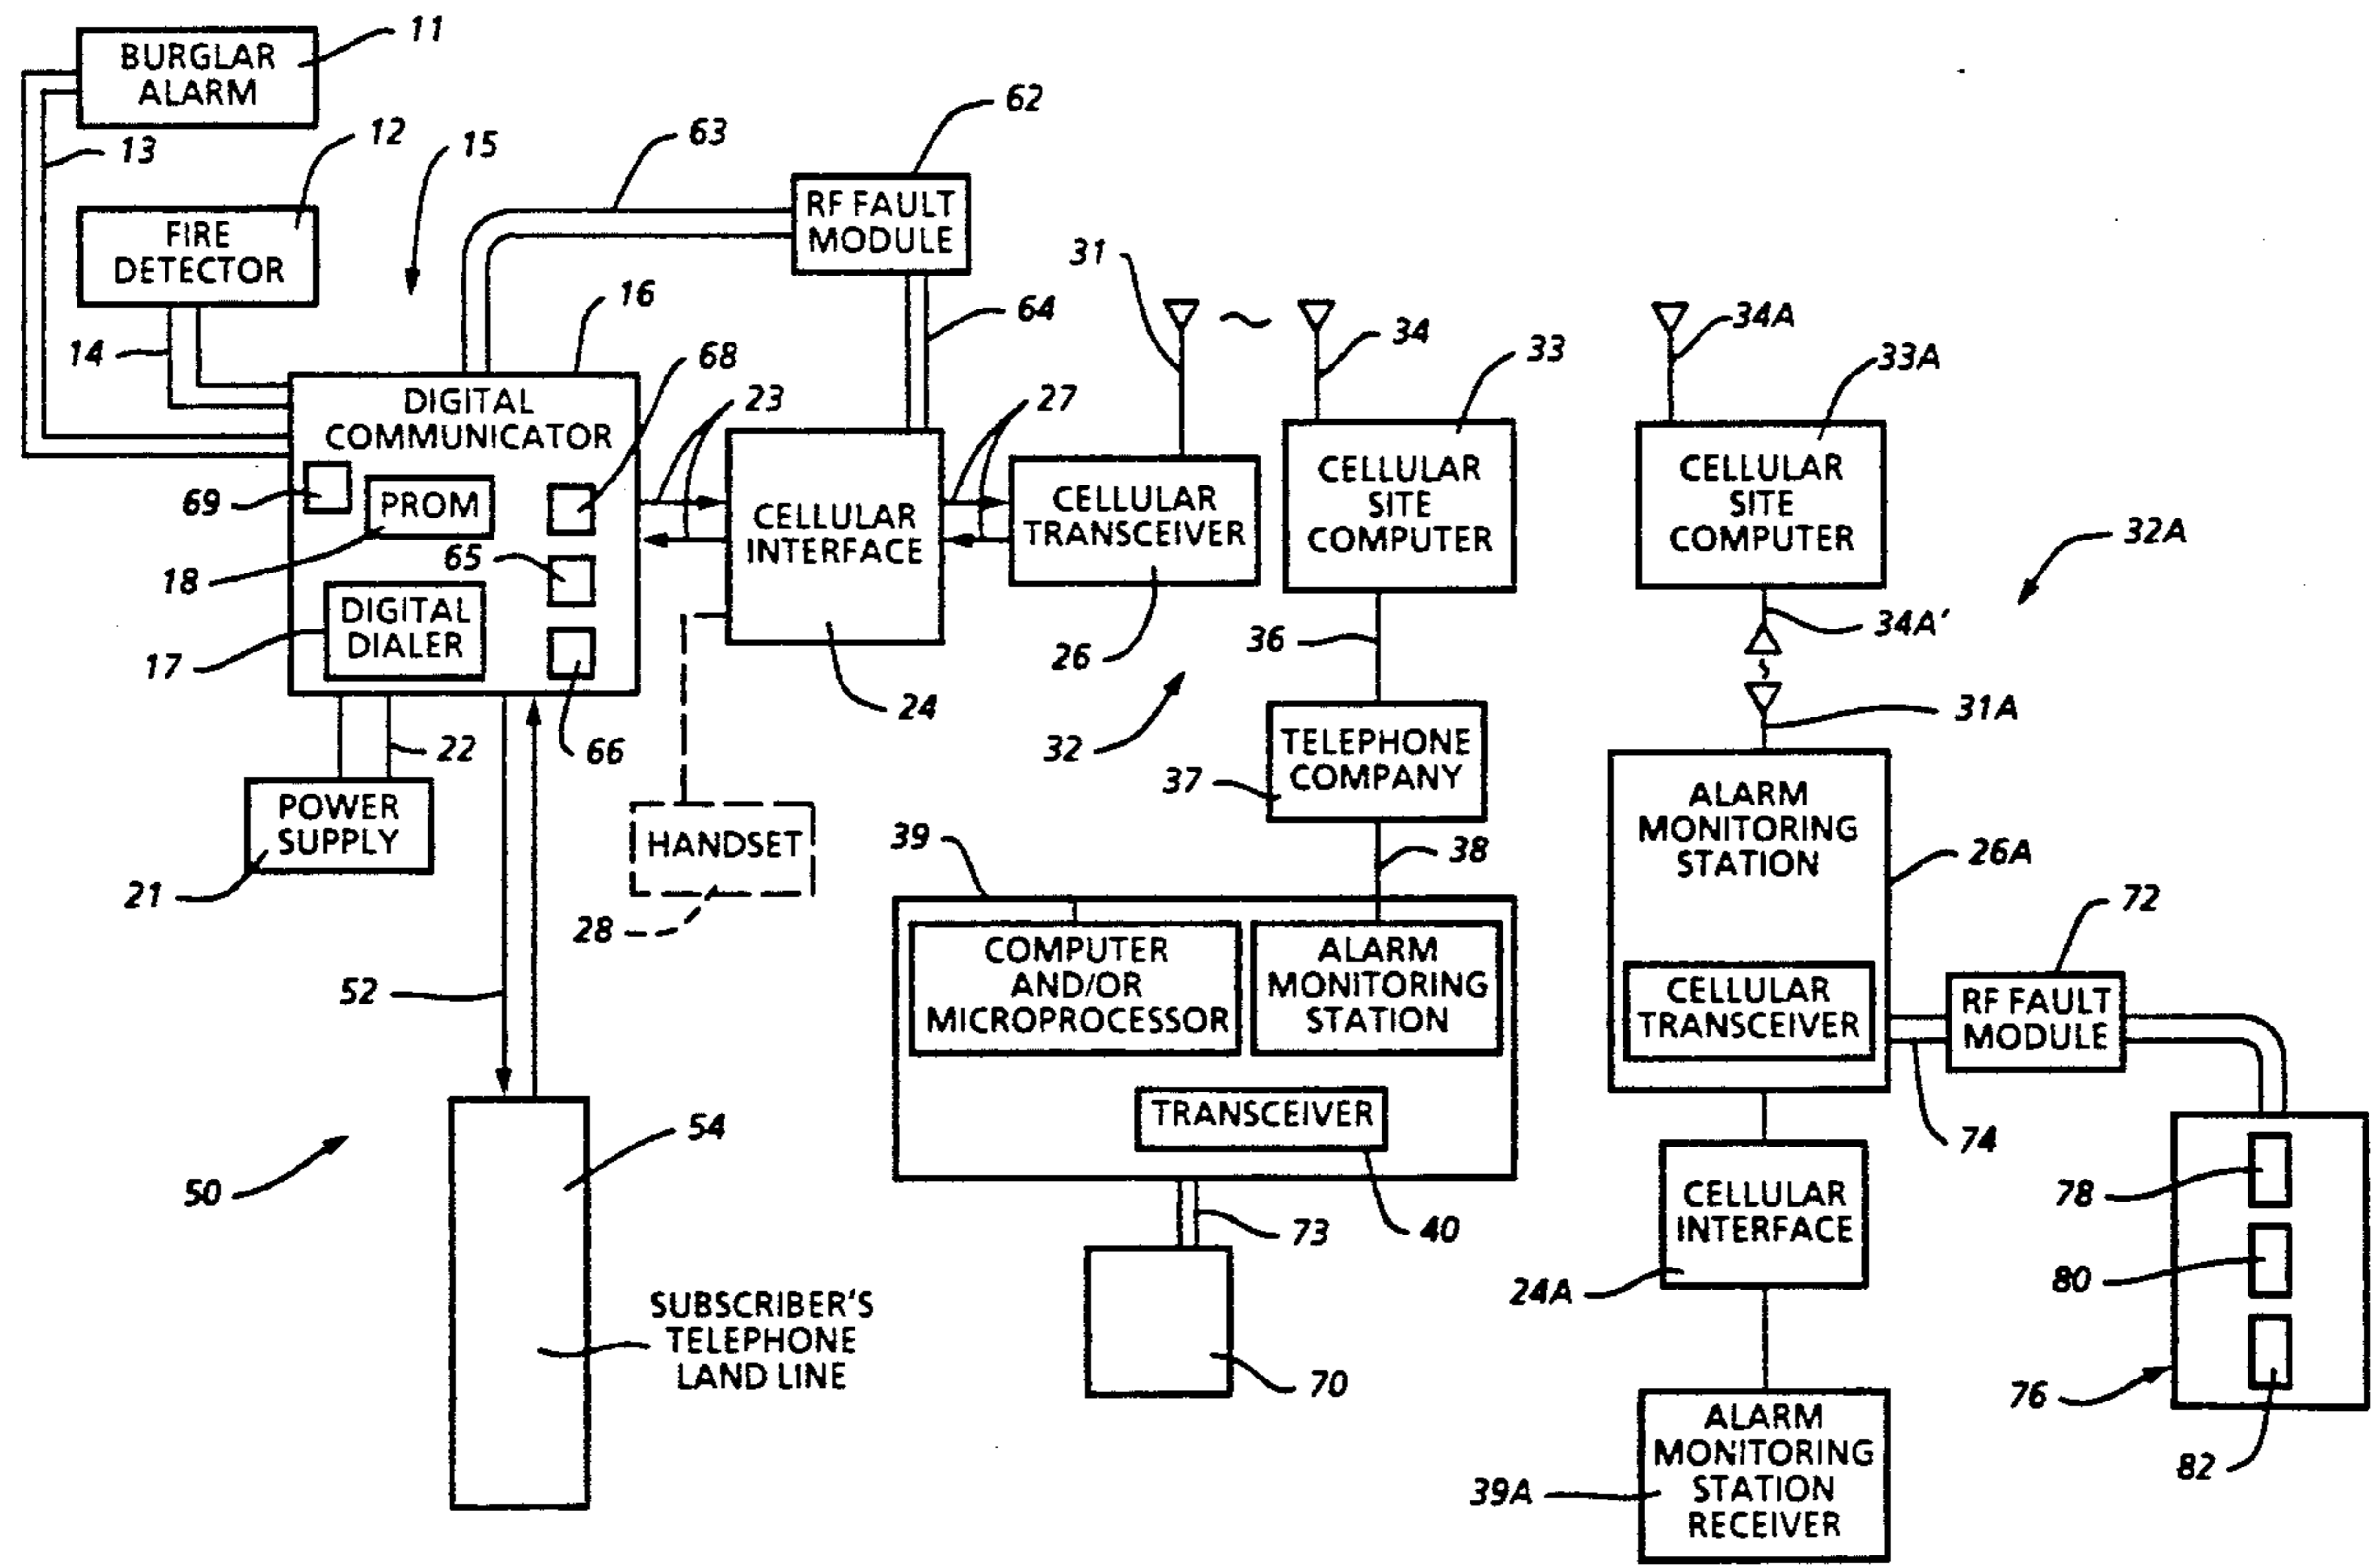 BURGLAR
ALARM
11
13
FIRE
DETECTOR
12
14
15
63
RF FAULT
MODULE
62
64
DIGITAL
COMMUNICATOR
16
68
69
PROM
18
65
DIGITAL
DIALER
17
66
23
CELLULAR
INTERFACE
24
27
CELLULAR
TRANSCEIVER
26
31
34
CELLULAR
SITE
COMPUTER
33
34A
CELLULAR
SITE
COMPUTER
33A
32A
34A'
31A
36
32
TELEPHONE
COMPANY
37
38
22
POWER
SUPPLY
21
HANDSET
28
52
54
50
SUBSCRIBER'S
TELEPHONE
LAND LINE
39
COMPUTER
AND/OR
MICROPROCESSOR
ALARM
MONITORING
STATION
TRANSCEIVER
40
73
70
ALARM
MONITORING
STATION
26A
CELLULAR
TRANSCEIVER
72
RF FAULT
MODULE
74
CELLULAR
INTERFACE
24A
ALARM
MONITORING
STATION
RECEIVER
39A
78
80
76
82